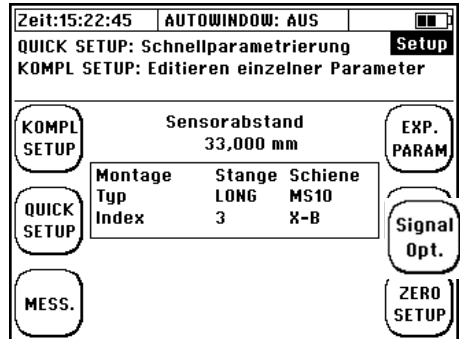 Zeit:15:22:45 AUTOWINDOW: AUS
QUICK SETUP: Schnellparametrierung Setup
KOMPL SETUP: Editieren einzelner Parameter
KOMPL SETUP
Sensorabstand
33,000 mm
EXP. PARAM
Montage Stange Schiene
Typ LONG MS10
Index 3 X-B
QUICK SETUP
Signal Opt.
MESS.
ZERO SETUP